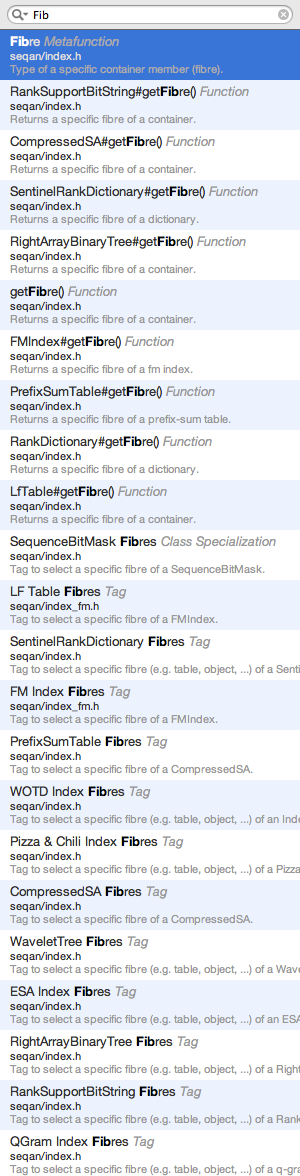 Fib
Fibre Metafunction
seqan/index.h
Type of a specific container member (fibre).
RankSupportBitString#getFibre() Function
seqan/index.h
Returns a specific fibre of a container.
CompressedSA#getFibre() Function
seqan/index.h
Returns a specific fibre of a container.
SentinelRankDictionary#getFibre() Function
seqan/index.h
Returns a specific fibre of a dictionary.
RightArrayBinaryTree#getFibre() Function
seqan/index.h
Returns a specific fibre of a container.
getFibre() Function
seqan/index.h
Returns a specific fibre of a container.
FMIndex#getFibre() Function
seqan/index.h
Returns a specific fibre of a fm index.
PrefixSumTable#getFibre() Function
seqan/index.h
Returns a specific fibre of a prefix-sum table.
RankDictionary#getFibre() Function
seqan/index.h
Returns a specific fibre of a dictionary.
LfTable#getFibre() Function
seqan/index.h
Returns a specific fibre of a container.
SequenceBitMask Fibres Class Specialization
seqan/index.h
Tag to select a specific fibre of a SequenceBitMask.
LF Table Fibres Tag
seqan/index_fm.h
Tag to select a specific fibre of a FMIndex.
SentinelRankDictionary Fibres Tag
seqan/index.h
Tag to select a specific fibre (e.g. table, object, ...) of a Senti
FM Index Fibres Tag
seqan/index_fm.h
Tag to select a specific fibre of a FMIndex.
PrefixSumTable Fibres Tag
seqan/index.h
Tag to select a specific fibre of a CompressedSA.
WOTD Index Fibres Tag
seqan/index.h
Tag to select a specific fibre (e.g. table, object, ...) of an Inde
Pizza & Chili Index Fibres Tag
seqan/index.h
Tag to select a specific fibre (e.g. table, object, ...) of a Pizza
CompressedSA Fibres Tag
seqan/index.h
Tag to select a specific fibre of a CompressedSA.
WaveletTree Fibres Tag
seqan/index.h
Tag to select a specific fibre (e.g. table, object, ...) of a Wave
ESA Index Fibres Tag
seqan/index.h
Tag to select a specific fibre (e.g. table, object, ...) of an ESA
RightArrayBinaryTree Fibres Tag
seqan/index.h
Tag to select a specific fibre (e.g. table, object, ...) of a Right
RankSupportBitString Fibres Tag
seqan/index.h
Tag to select a specific fibre (e.g. table, object, ...) of a Rank
QGram Index Fibres Tag
seqan/index.h
Tag to select a specific fibre (e.g. table, object, ...) of a q-gra